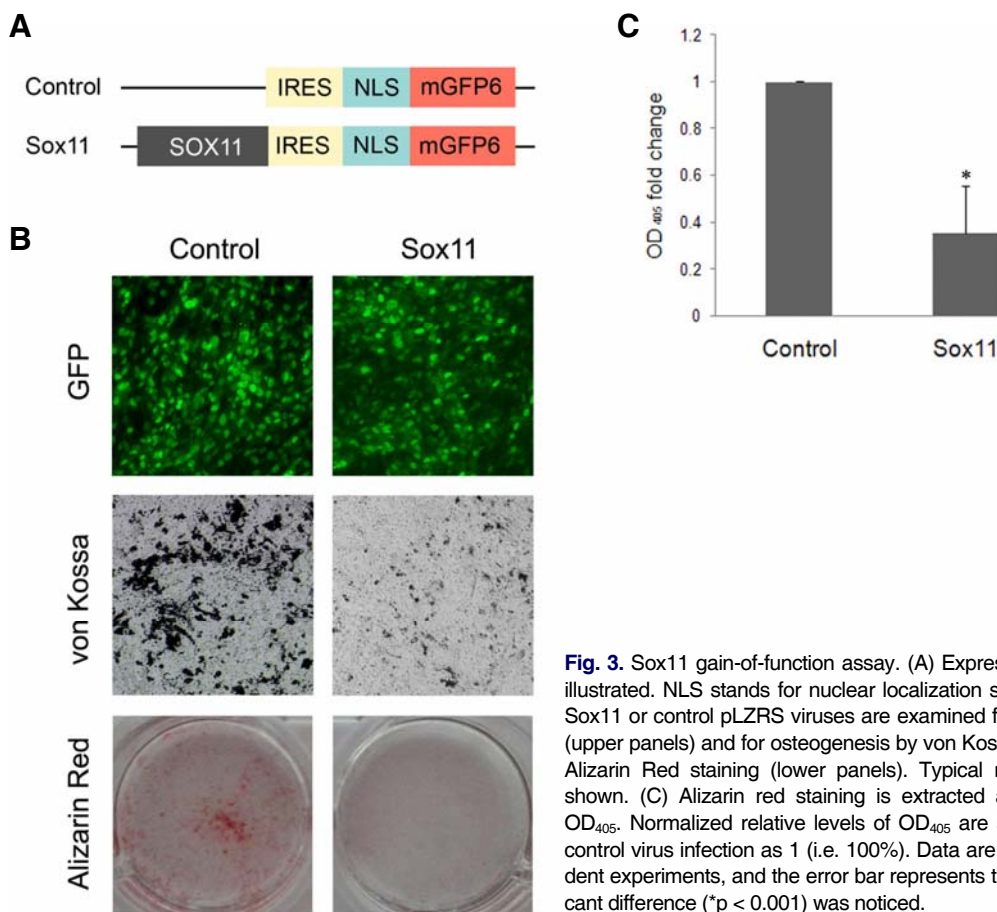 A
Control IRES NLS mGFP6
Sox11 SOX11 IRES NLS mGFP6
B
Control Sox11
GFP
von Kossa
Alizarin Red
C
OD 405 fold change
1.2
1
0.8
0.6
0.4
0.2
0
*
Control Sox11
Fig. 3. Sox11 gain-of-function assay. (A) Expres
illustrated. NLS stands for nuclear localization s
Sox11 or control pLZRS viruses are examined f
(upper panels) and for osteogenesis by von Kos
Alizarin Red staining (lower panels). Typical r
shown. (C) Alizarin red staining is extracted a
OD405. Normalized relative levels of OD405 are
control virus infection as 1 (i.e. 100%). Data are
dent experiments, and the error bar represents t
cant difference (*p < 0.001) was noticed.